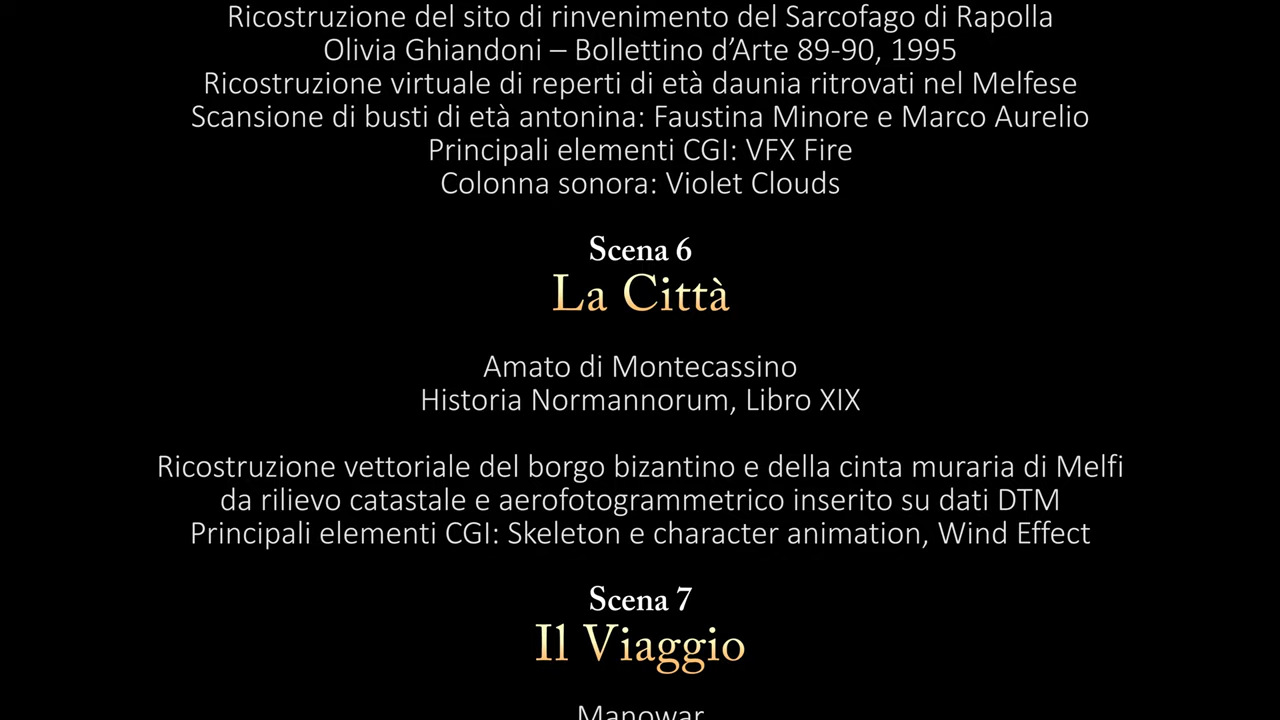 Ricostruzione del sito di rinvenimento del Sarcofago di Rapolla
Olivia Ghiandoni – Bollettino d’Arte 89-90, 1995
Ricostruzione virtuale di reperti di età daunia ritrovati nel Melfese
Scansione di busti di età antonina: Faustina Minore e Marco Aurelio
Principali elementi CGI: VFX Fire
Colonna sonora: Violet Clouds
Scena 6
La Città
Amato di Montecassino
Historia Normannorum, Libro XIX
Ricostruzione vettoriale del borgo bizantino e della cinta muraria di Melfi
da rilievo catastale e aerofotogrammetrico inserito su dati DTM
Principali elementi CGI: Skeleton e character animation, Wind Effect
Scena 7
Il Viaggio
Manowar